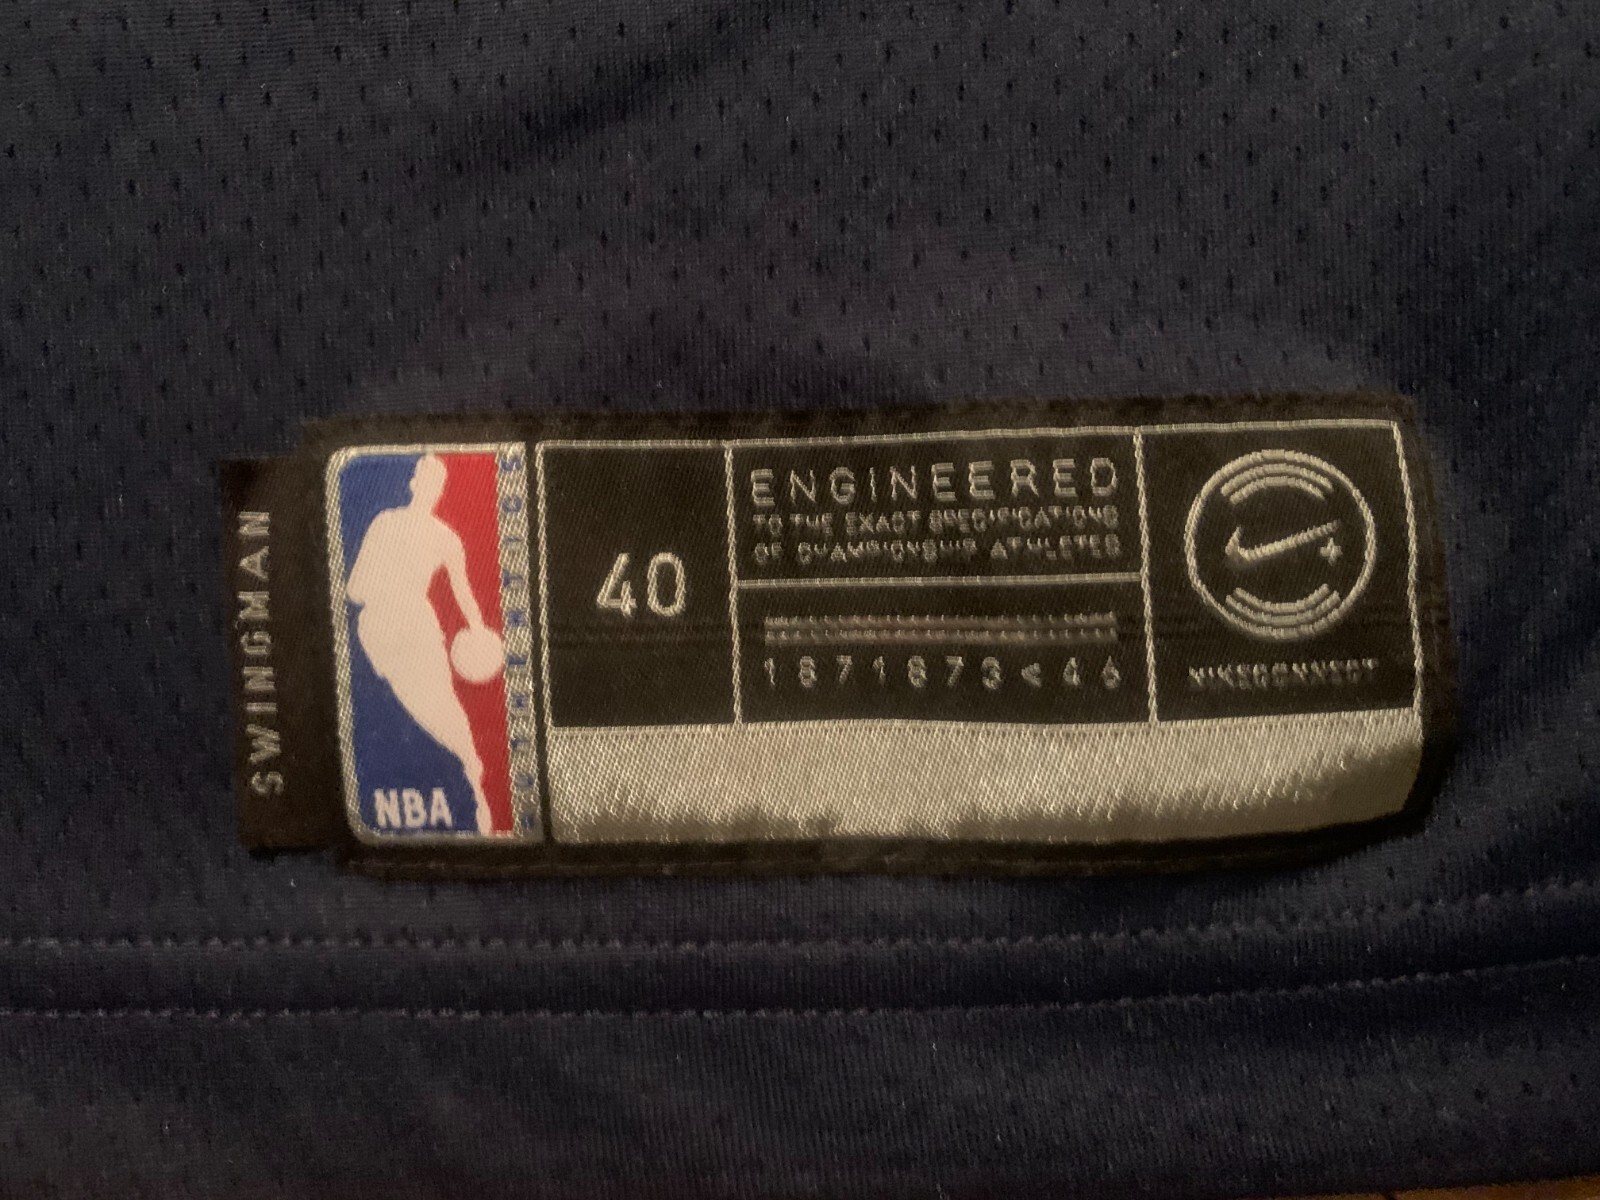 SWINGMAN
NBA
AUTHENTICS
40
ENGINEERED
TO THE EXACT SPECIFICATIONS
OF CHAMPIONSHIP ATHLETES
1871873<46
NIKECONNECT